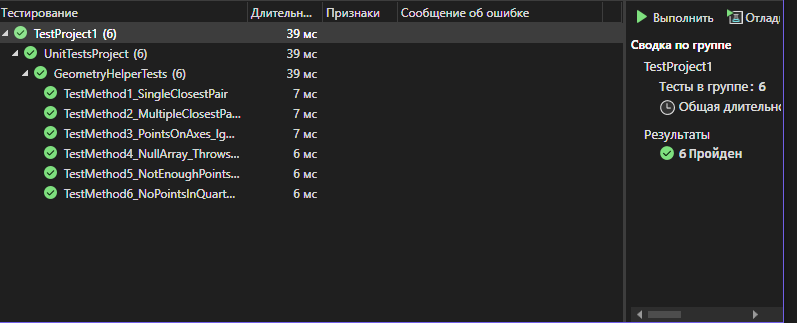 Тестирование Длительн... Признаки Сообщение об ошибке
TestProject1 (6) 39 мс
UnitTestsProject (6) 39 мс
GeometryHelperTests (6) 39 мс
TestMethod1_SingleClosestPair 7 мс
TestMethod2_MultipleClosestPa... 7 мс
TestMethod3_PointsOnAxes_Ig... 7 мс
TestMethod4_NullArray_Throws... 6 мс
TestMethod5_NotEnoughPoints... 6 мс
TestMethod6_NoPointsInQuart... 6 мс
Выполнить Отлад
Сводка по группе
TestProject1
Тесты в группе: 6
Общая длительно
Результаты
6 Пройден